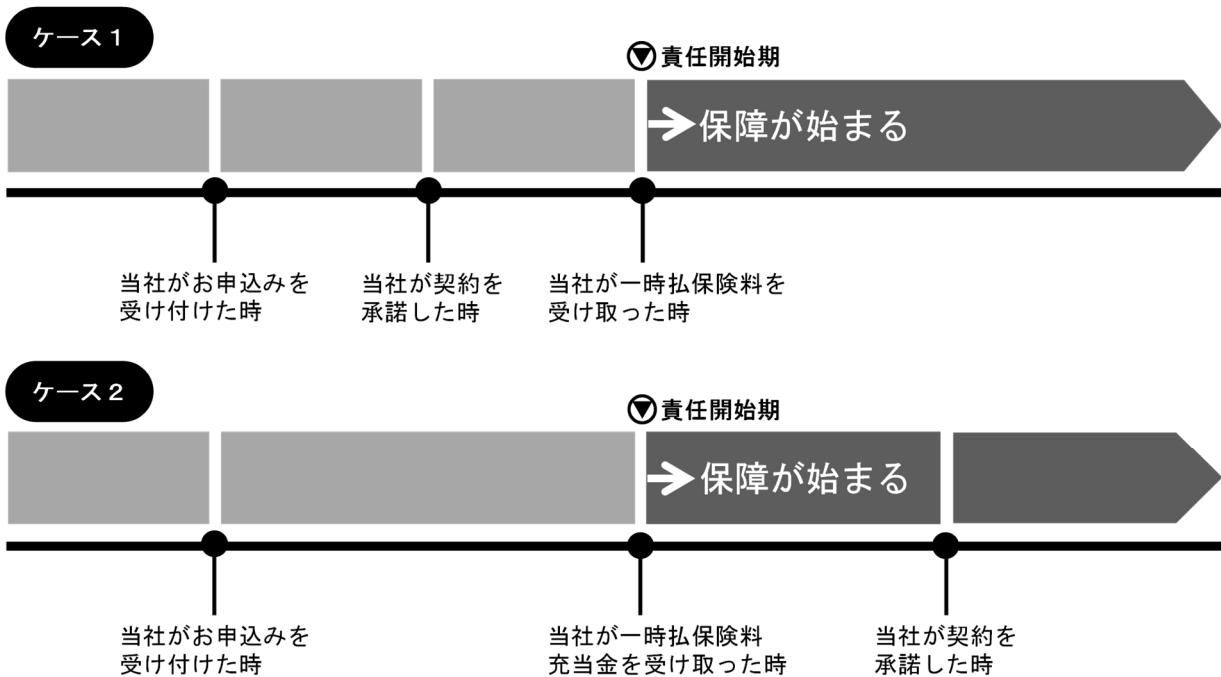 ケース1
責任開始期
保障が始まる
当社がお申込みを
受け付けた時
当社が契約を
承諾した時
当社が一時払保険料を
受け取った時
ケース2
責任開始期
保障が始まる
当社がお申込みを
受け付けた時
当社が一時払保険料
充当金を受け取った時
当社が契約を
承諾した時